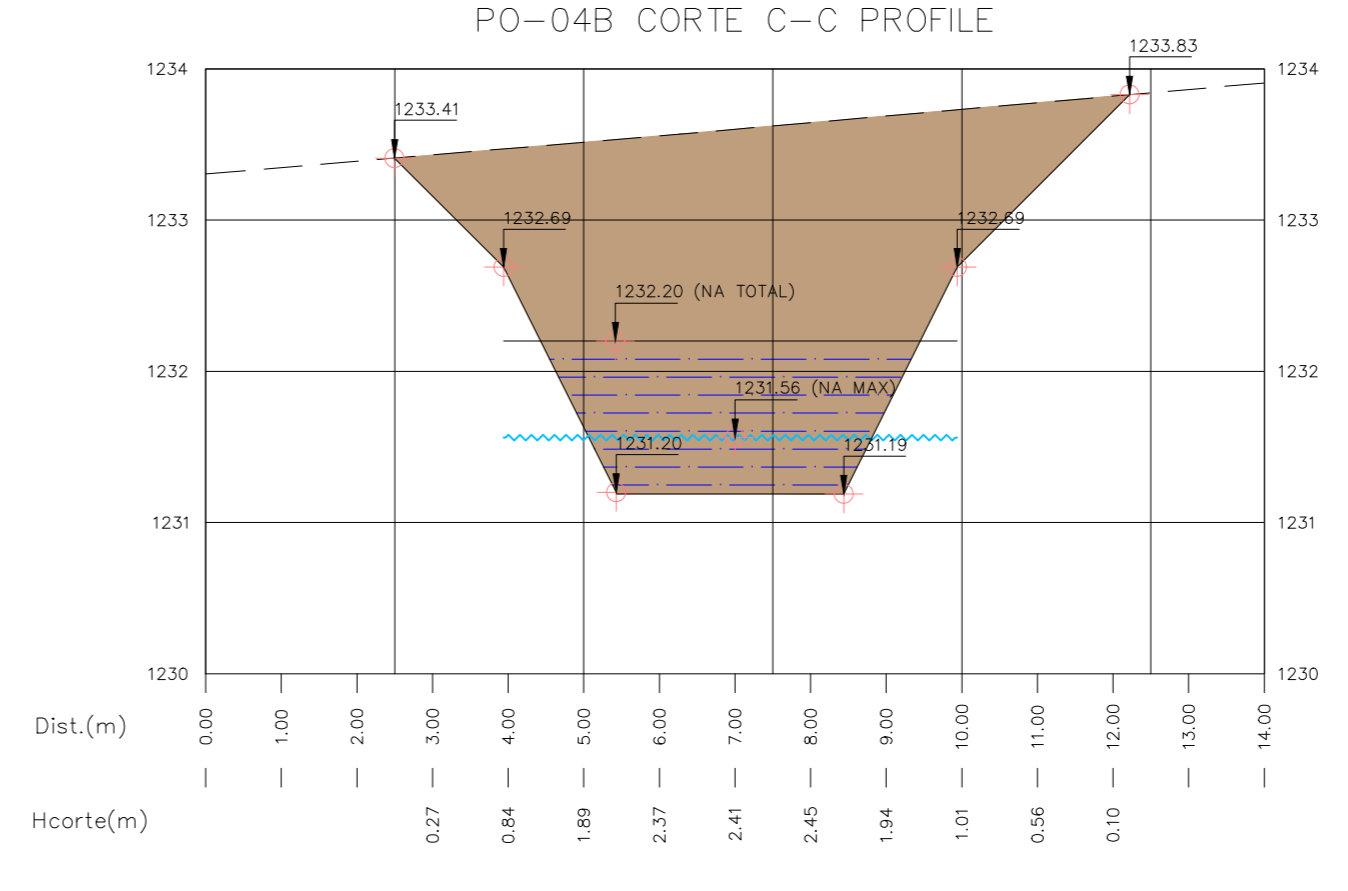 PO-04B CORTE C-C PROFILE
1233.83
1234 1234
1233.41
1233 1232.69 1232.69 1233
1232.20 (NA TOTAL)
1232 1232
1231.56 (NA MAX)
1231.20 1231.19
1231 1231
1230 1230
Dist.(m) 0.00 1.00 2.00 3.00 4.00 5.00 6.00 7.00 8.00 9.00 10.00 11.00 12.00 13.00 14.00
Hcorte(m) 0.27 0.84 1.89 2.37 2.41 2.45 1.94 1.01 0.56 0.10